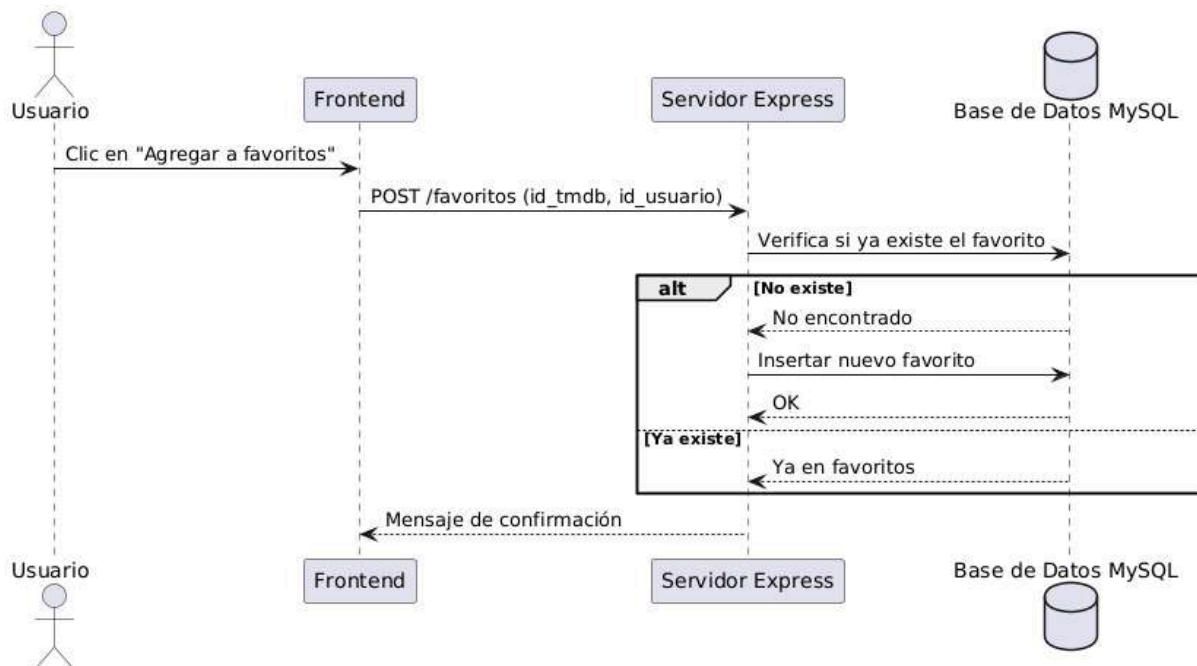 Usuario
Frontend
Servidor Express
Base de Datos MySQL
Clic en "Agregar a favoritos"
POST /favoritos (id_tmdb, id_usuario)
Verifica si ya existe el favorito
alt
[No existe]
No encontrado
Insertar nuevo favorito
OK
[Ya existe]
Ya en favoritos
Mensaje de confirmación
Usuario
Frontend
Servidor Express
Base de Datos MySQL